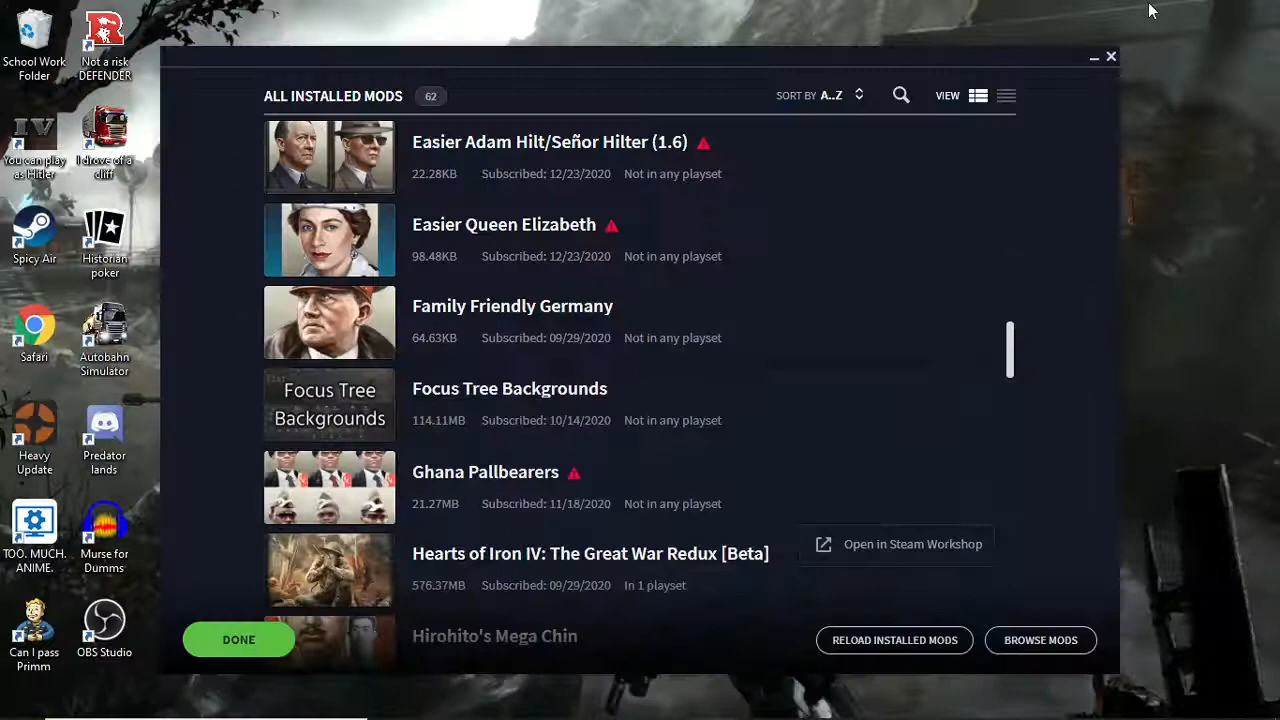 School Work
Folder
Not a risk
DEFENDER
IV
You can play
as Hitler
I drove of a
cliff
Spicy Air
Historian
poker
Safari
Autobahn
Simulator
Heavy
Update
Predator
lands
TOO. MUCH.
ANIME.
Murse for
Dumms
Can I pass
Primm
OBS Studio
ALL INSTALLED MODS 62
SORT BY A..Z
VIEW
Easier Adam Hilt/Señor Hilter (1.6)
22.28KB Subscribed: 12/23/2020 Not in any playset
Easier Queen Elizabeth
98.48KB Subscribed: 12/23/2020 Not in any playset
Family Friendly Germany
64.63KB Subscribed: 09/29/2020 Not in any playset
Focus Tree
Backgrounds
Focus Tree Backgrounds
114.11MB Subscribed: 10/14/2020 Not in any playset
Ghana Pallbearers
21.27MB Subscribed: 11/18/2020 Not in any playset
Open in Steam Workshop
Hearts of Iron IV: The Great War Redux [Beta]
576.37MB Subscribed: 09/29/2020 In 1 playset
Hirohito's Mega Chin
DONE
RELOAD INSTALLED MODS
BROWSE MODS